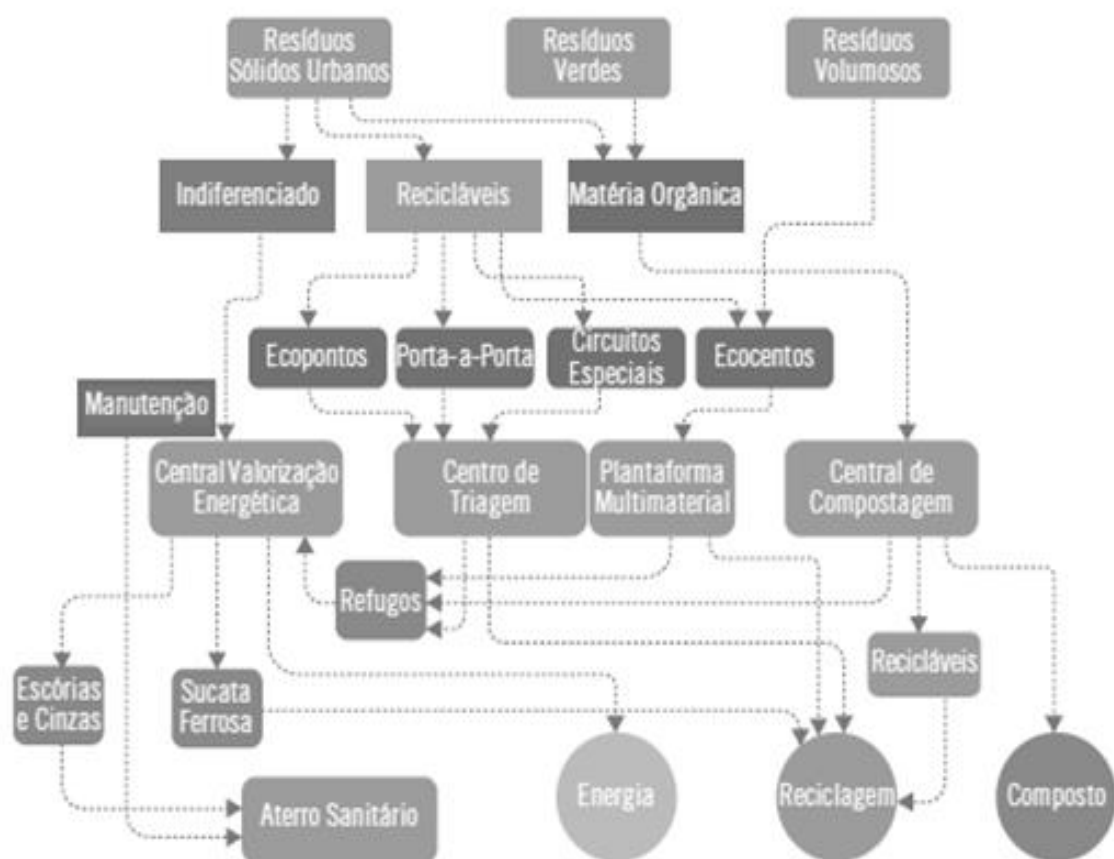 Resíduos
Sólidos Urbanos
Resíduos
Verdes
Resíduos
Volumosos
Indiferenciado
Recicláveis
Matéria Orgânica
Ecopontos
Porta-a-Porta
Circuitos
Especiais
Ecocentos
Manutenção
Central Valorização
Energética
Centro de
Triagem
Plantaforma
Multimaterial
Central de
Compostagem
Refugos
Recicláveis
Escórias
e Cinzas
Sucata
Ferrosa
Energia
Reciclagem
Composto
Aterro Sanitário